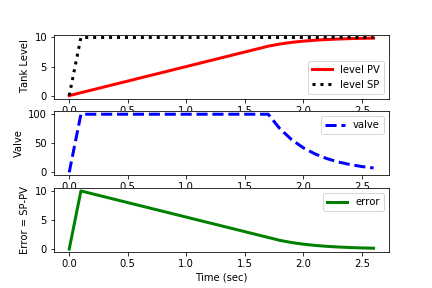 10
5
0
Tank Level
level PV
level SP
0.0 0.5 1.0 1.5 2.0 2.5
100
50
0
Valve
valve
0.0 0.5 1.0 1.5 2.0 2.5
10
5
0
Error = SP-PV
error
0.0 0.5 1.0 1.5 2.0 2.5
Time (sec)